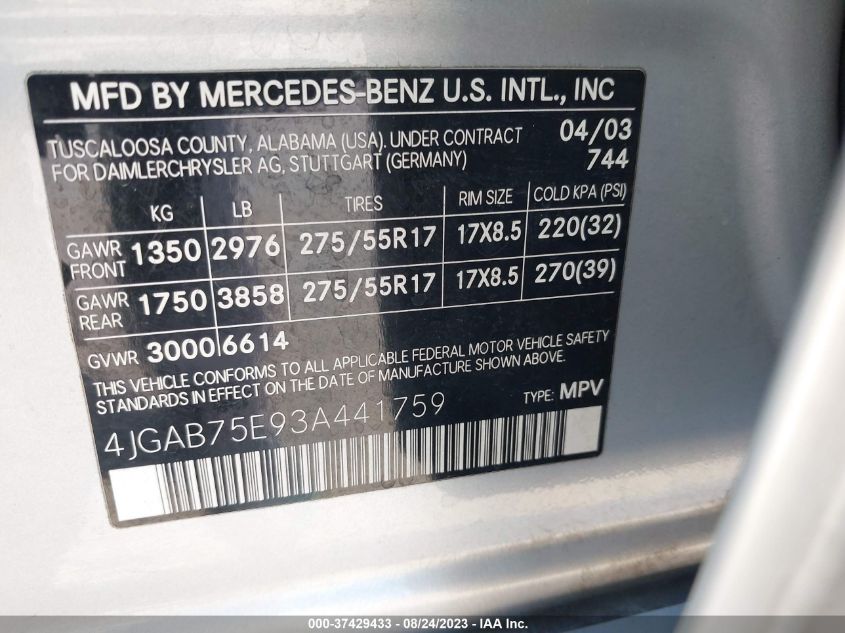 MFD BY MERCEDES-BENZ U.S. INTL., INC
TUSCALOOSA COUNTY, ALABAMA (USA). UNDER CONTRACT 04/03
FOR DAIMLERCHRYSLER AG, STUTTGART (GERMANY) 744
KG LB TIRES RIM SIZE COLD KPA (PSI)
GAWR FRONT 1350 2976 275/55R17 17X8.5 220(32)
GAWR REAR 1750 3858 275/55R17 17X8.5 270(39)
GVWR 3000 6614
THIS VEHICLE CONFORMS TO ALL APPLICABLE FEDERAL MOTOR VEHICLE SAFETY
STANDARDS IN EFFECT ON THE DATE OF MANUFACTURE SHOWN ABOVE.
4JGAB75E93A441759 TYPE: MPV
000-37429433 - 08/24/2023 - IAA Inc.